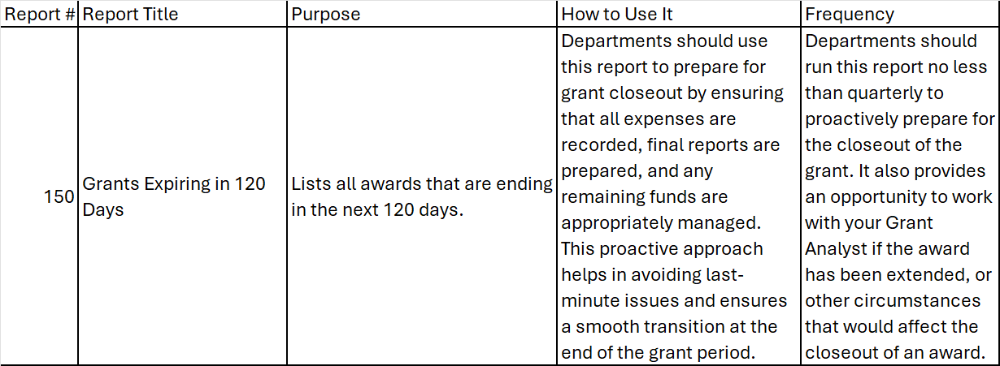 Report # Report Title Purpose How to Use It Frequency
150
Grants Expiring in 120
Days
Lists all awards that are ending
in the next 120 days.
Departments should use
this report to prepare for
grant closeout by ensuring
that all expenses are
recorded, final reports are
prepared, and any
remaining funds are
appropriately managed.
This proactive approach
helps in avoiding last-
minute issues and ensures
a smooth transition at the
end of the grant period.
Departments should
run this report no less
than quarterly to
proactively prepare for
the closeout of the
grant. It also provides
an opportunity to work
with your Grant
Analyst if the award
has been extended, or
other circumstances
that would affect the
closeout of an award.